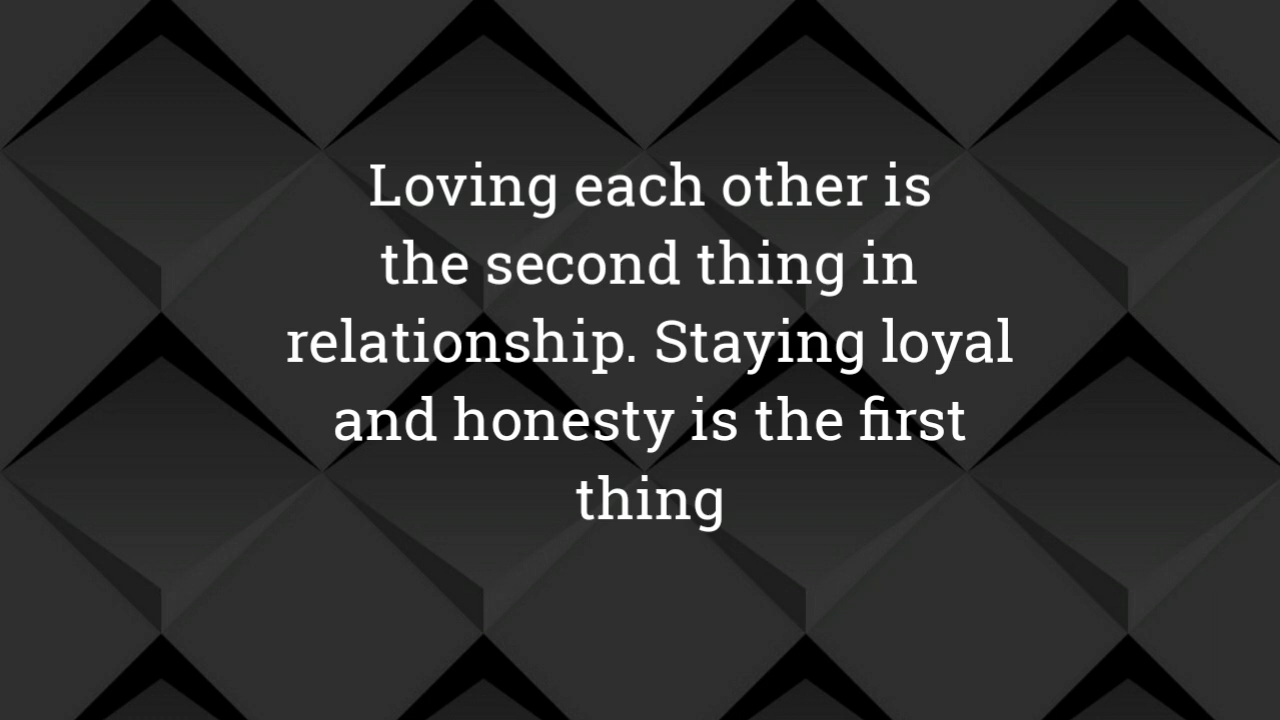 Loving each other is
the second thing in
relationship. Staying loyal
and honesty is the first
thing